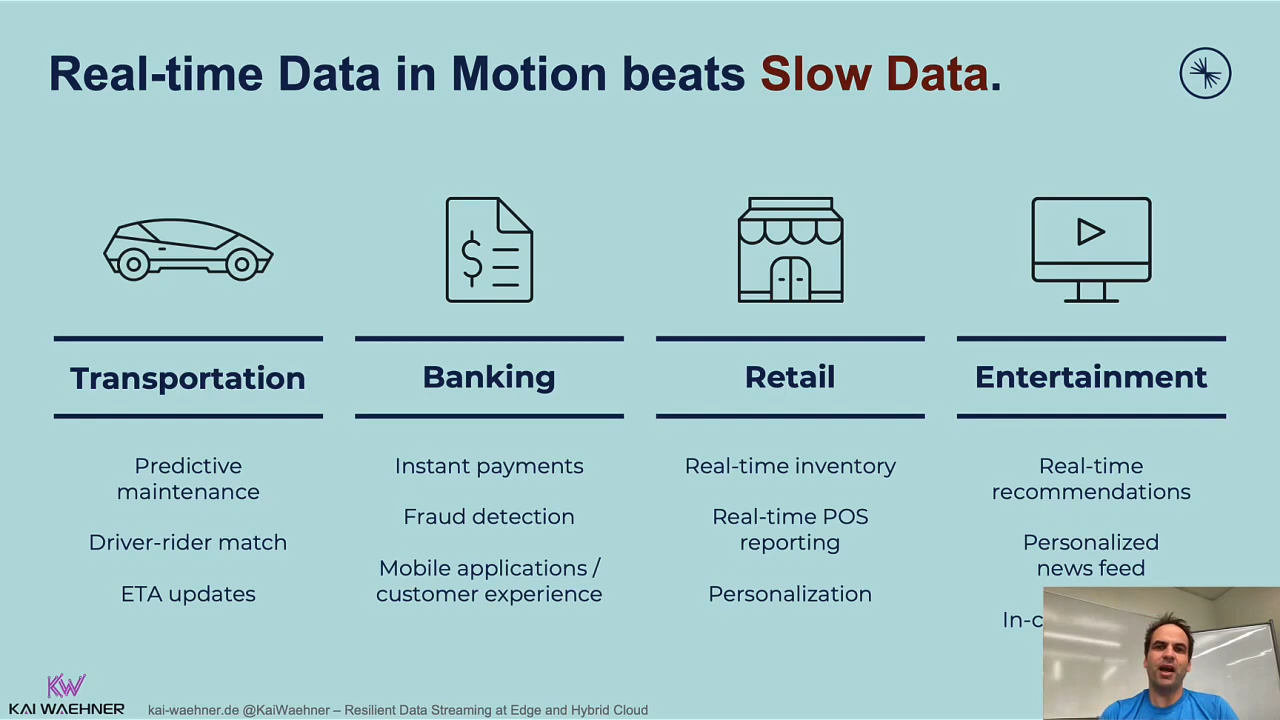 Real-time Data in Motion beats Slow Data.
$
Transportation
Predictive
maintenance
Driver-rider match
ETA updates
Banking
Instant payments
Fraud detection
Mobile applications /
customer experience
Retail
Real-time inventory
Real-time POS
reporting
Personalization
Entertainment
Real-time
recommendations
Personalized
news feed
KW
KAI WAEHNER
kai-waehner.de @KaiWaehner – Resilient Data Streaming at Edge and Hybrid Cloud